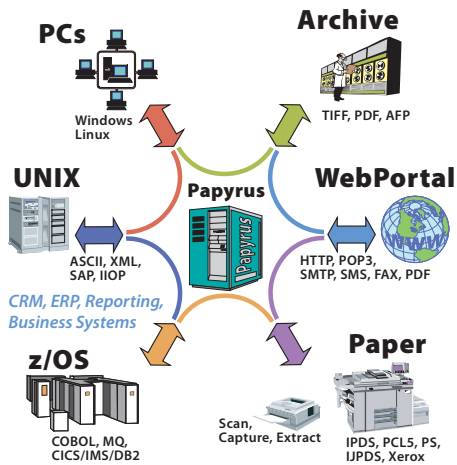 PCs
Windows
Linux
Archive
TIFF, PDF, AFP
UNIX
ASCII, XML,
SAP, IIOP
CRM, ERP, Reporting,
Business Systems
Papyrus
Papyrus
WebPortal
WWW
HTTP, POP3,
SMTP, SMS, FAX, PDF
z/OS
COBOL, MQ,
CICS/IMS/DB2
Scan,
Capture, Extract
Paper
IPDS, PCL5, PS,
IJPDS, Xerox